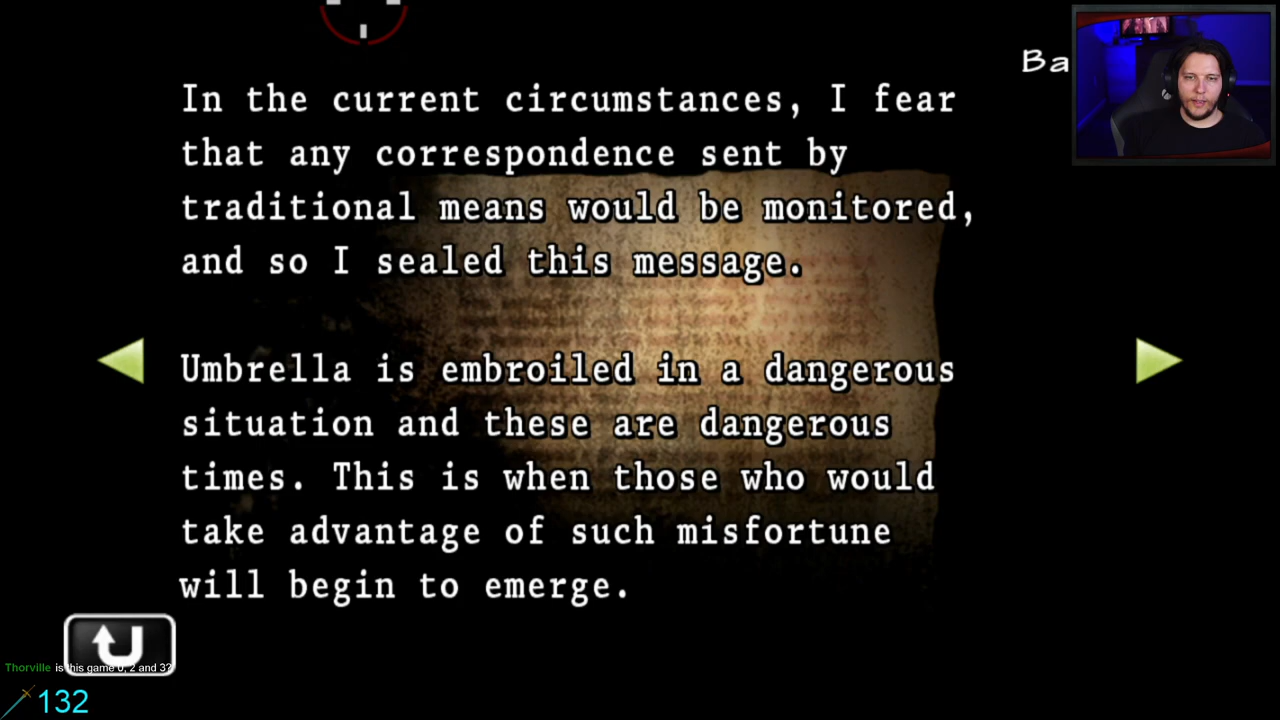 Ba
In the current circumstances, I fear
that any correspondence sent by
traditional means would be monitored,
and so I sealed this message.
Umbrella is embroiled in a dangerous
situation and these are dangerous
times. This is when those who would
take advantage of such misfortune
will begin to emerge.
Thorville is this game 0, 2 and 3?
132